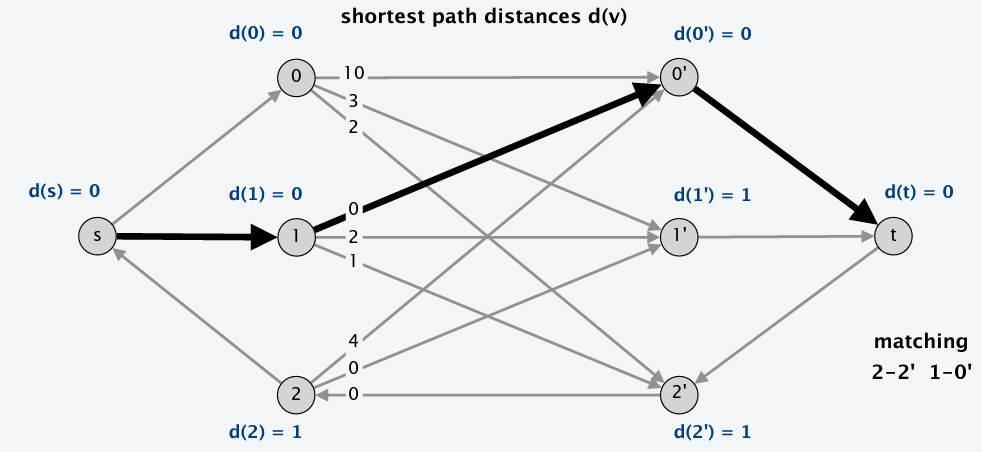 shortest path distances d(v)
d(0) = 0
d(0') = 0
0
10
0'
3
2
d(s) = 0
d(1) = 0
d(1') = 1
d(t) = 0
0
s
1
2
1'
t
1
4
matching
0
2-2' 1-0'
2
0
2'
d(2) = 1
d(2') = 1